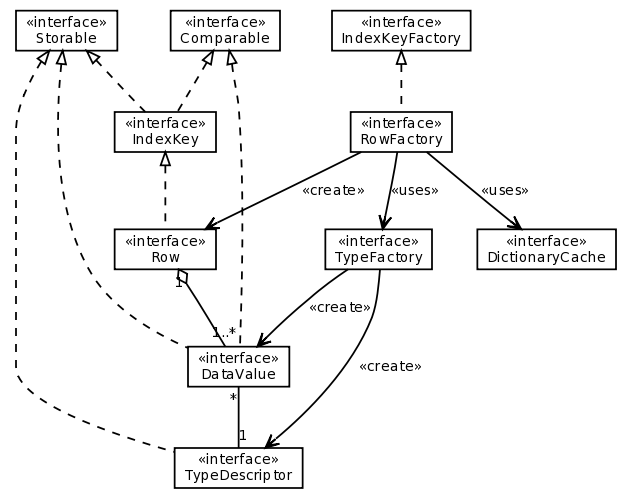 «interface»
Storable
«interface»
Comparable
«interface»
IndexKeyFactory
«interface»
IndexKey
«interface»
RowFactory
«create»
«uses»
«uses»
«interface»
Row
«interface»
TypeFactory
«interface»
DictionaryCache
1
«create»
1..*
«interface»
DataValue
«create»
*
1
«interface»
TypeDescriptor